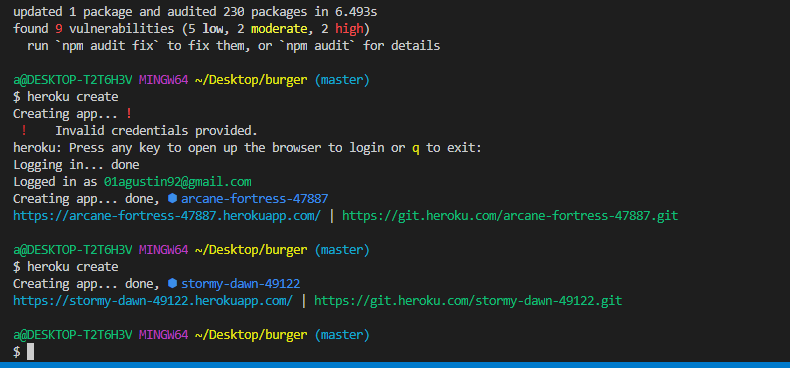 updated 1 package and audited 230 packages in 6.493s
found 9 vulnerabilities (5 low, 2 moderate, 2 high)
  run `npm audit fix` to fix them, or `npm audit` for details
a@DESKTOP-T2T6H3V MINGW64 ~/Desktop/burger (master)
$ heroku create
Creating app... !
 !    Invalid credentials provided.
heroku: Press any key to open up the browser to login or q to exit:
Logging in... done
Logged in as 01agustin92@gmail.com
Creating app... done, ⬢ arcane-fortress-47887
https://arcane-fortress-47887.herokuapp.com/ | https://git.heroku.com/arcane-fortress-47887.git
a@DESKTOP-T2T6H3V MINGW64 ~/Desktop/burger (master)
$ heroku create
Creating app... done, ⬢ stormy-dawn-49122
https://stormy-dawn-49122.herokuapp.com/ | https://git.heroku.com/stormy-dawn-49122.git
a@DESKTOP-T2T6H3V MINGW64 ~/Desktop/burger (master)
$